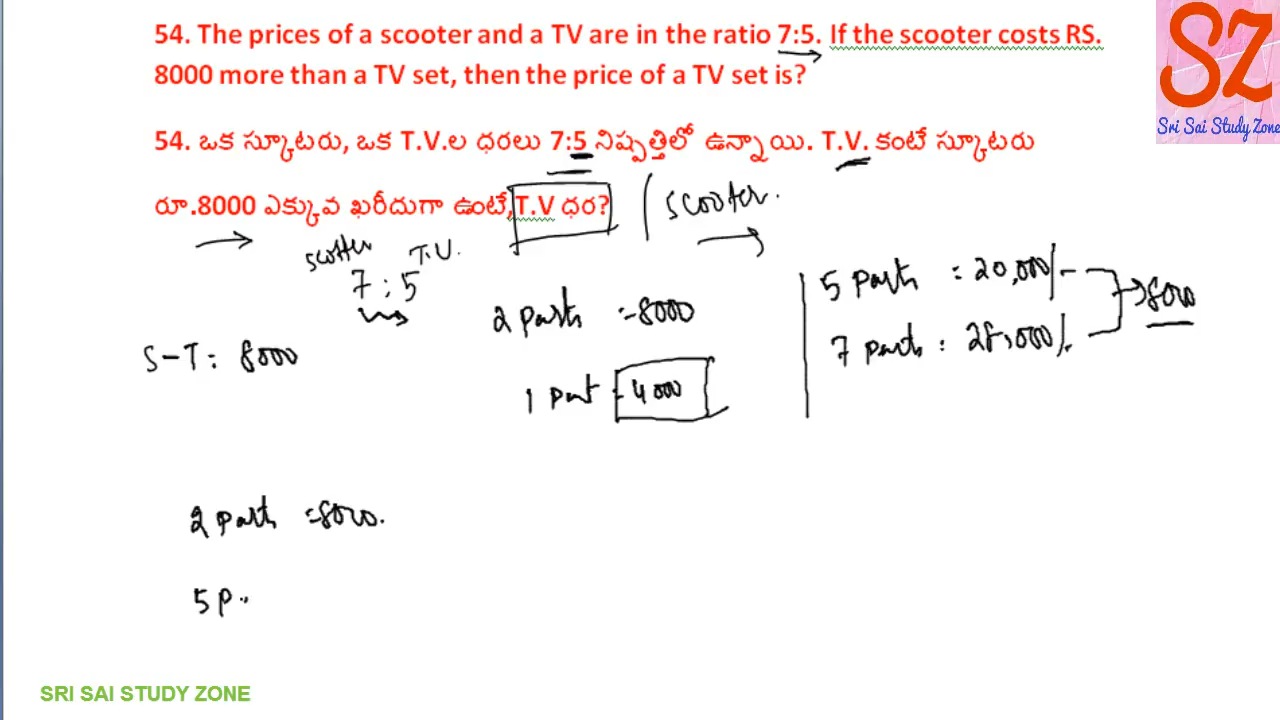 54. The prices of a scooter and a TV are in the ratio 7:5. If the scooter costs RS.
8000 more than a TV set, then the price of a TV set is?
SZ
Sri Sai Study Zone
54. ఒక స్కూటరు, ఒక T.V.ల ధరలు 7:5 నిష్పత్తిలో ఉన్నాయి. T.V. కంటే స్కూటరు
రూ.8000 ఎక్కువ ఖరీదుగా ఉంటే,T.V ధర?
scooter.
scotter T.V.
7 : 5
S-T: 8000
2 parts = 8000
1 part = 4000
5 parts = 20,000/-
7 parts = 28,000/-
8000
2 parts = 8000.
5 P
SRI SAI STUDY ZONE